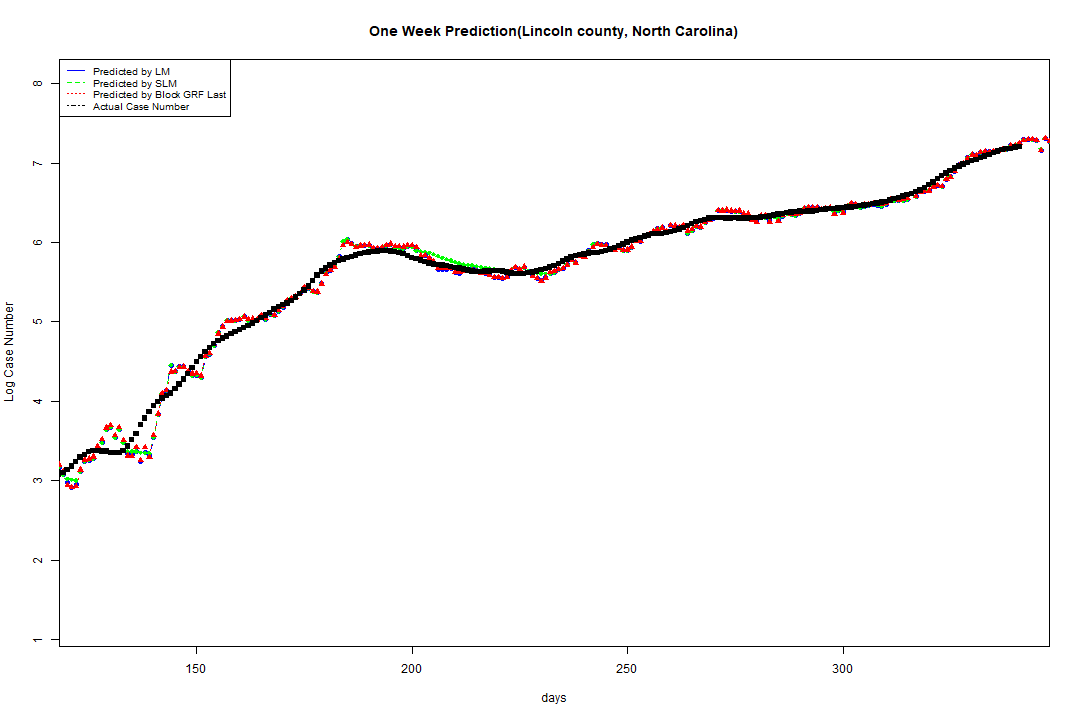 One Week Prediction(Lincoln county, North Carolina)
Predicted by LM
Predicted by SLM
Predicted by Block GRF Last
Actual Case Number
8
7
6
5
4
3
2
1
Log Case Number
150
200
250
300
days